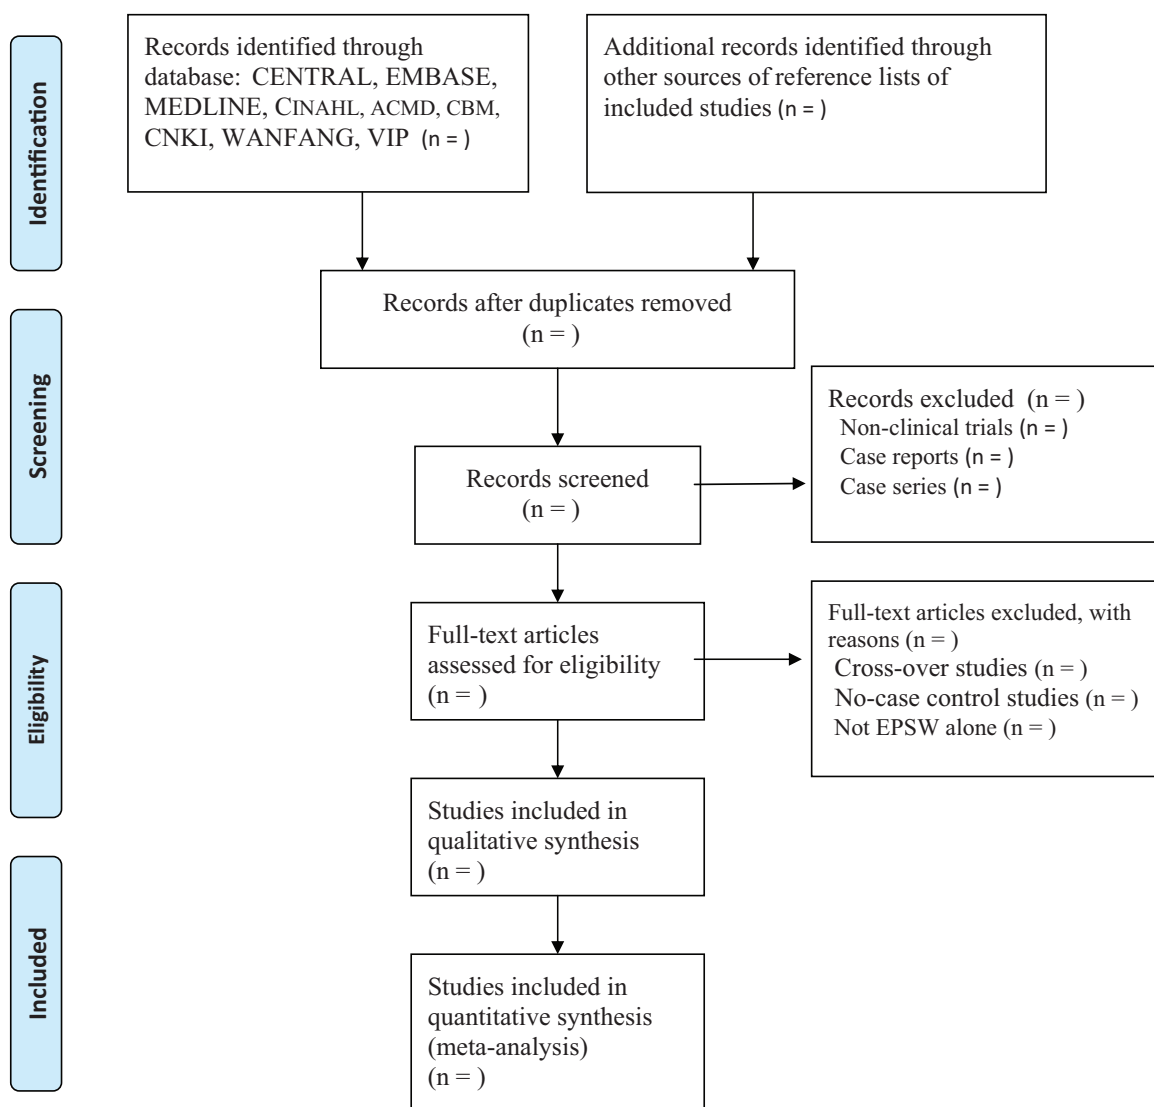 Identification
Records identified through
database: CENTRAL, EMBASE,
MEDLINE, CINAHL, ACMD, CBM,
CNKI, WANFANG, VIP (n = )
Additional records identified through
other sources of reference lists of
included studies (n = )
Records after duplicates removed
(n = )
Screening
Records screened
(n = )
Records excluded (n = )
Non-clinical trials (n = )
Case reports (n = )
Case series (n = )
Eligibility
Full-text articles
assessed for eligibility
(n = )
Full-text articles excluded, with
reasons (n = )
Cross-over studies (n = )
No-case control studies (n = )
Not EPSW alone (n = )
Studies included in
qualitative synthesis
(n = )
Included
Studies included in
quantitative synthesis
(meta-analysis)
(n = )